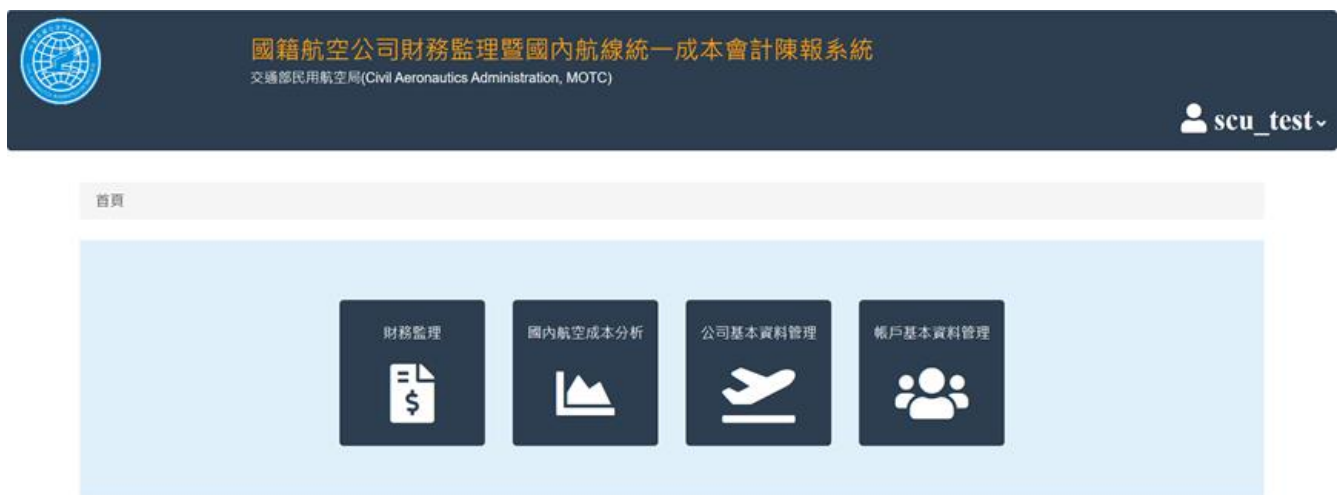 國籍航空公司財務監理暨國內航線統一成本會計陳報系統
交通部民用航空局(Civil Aeronautics Administration, MOTC)
scu_test
首頁
財務監理
國內航空成本分析
公司基本資料管理
帳戶基本資料管理